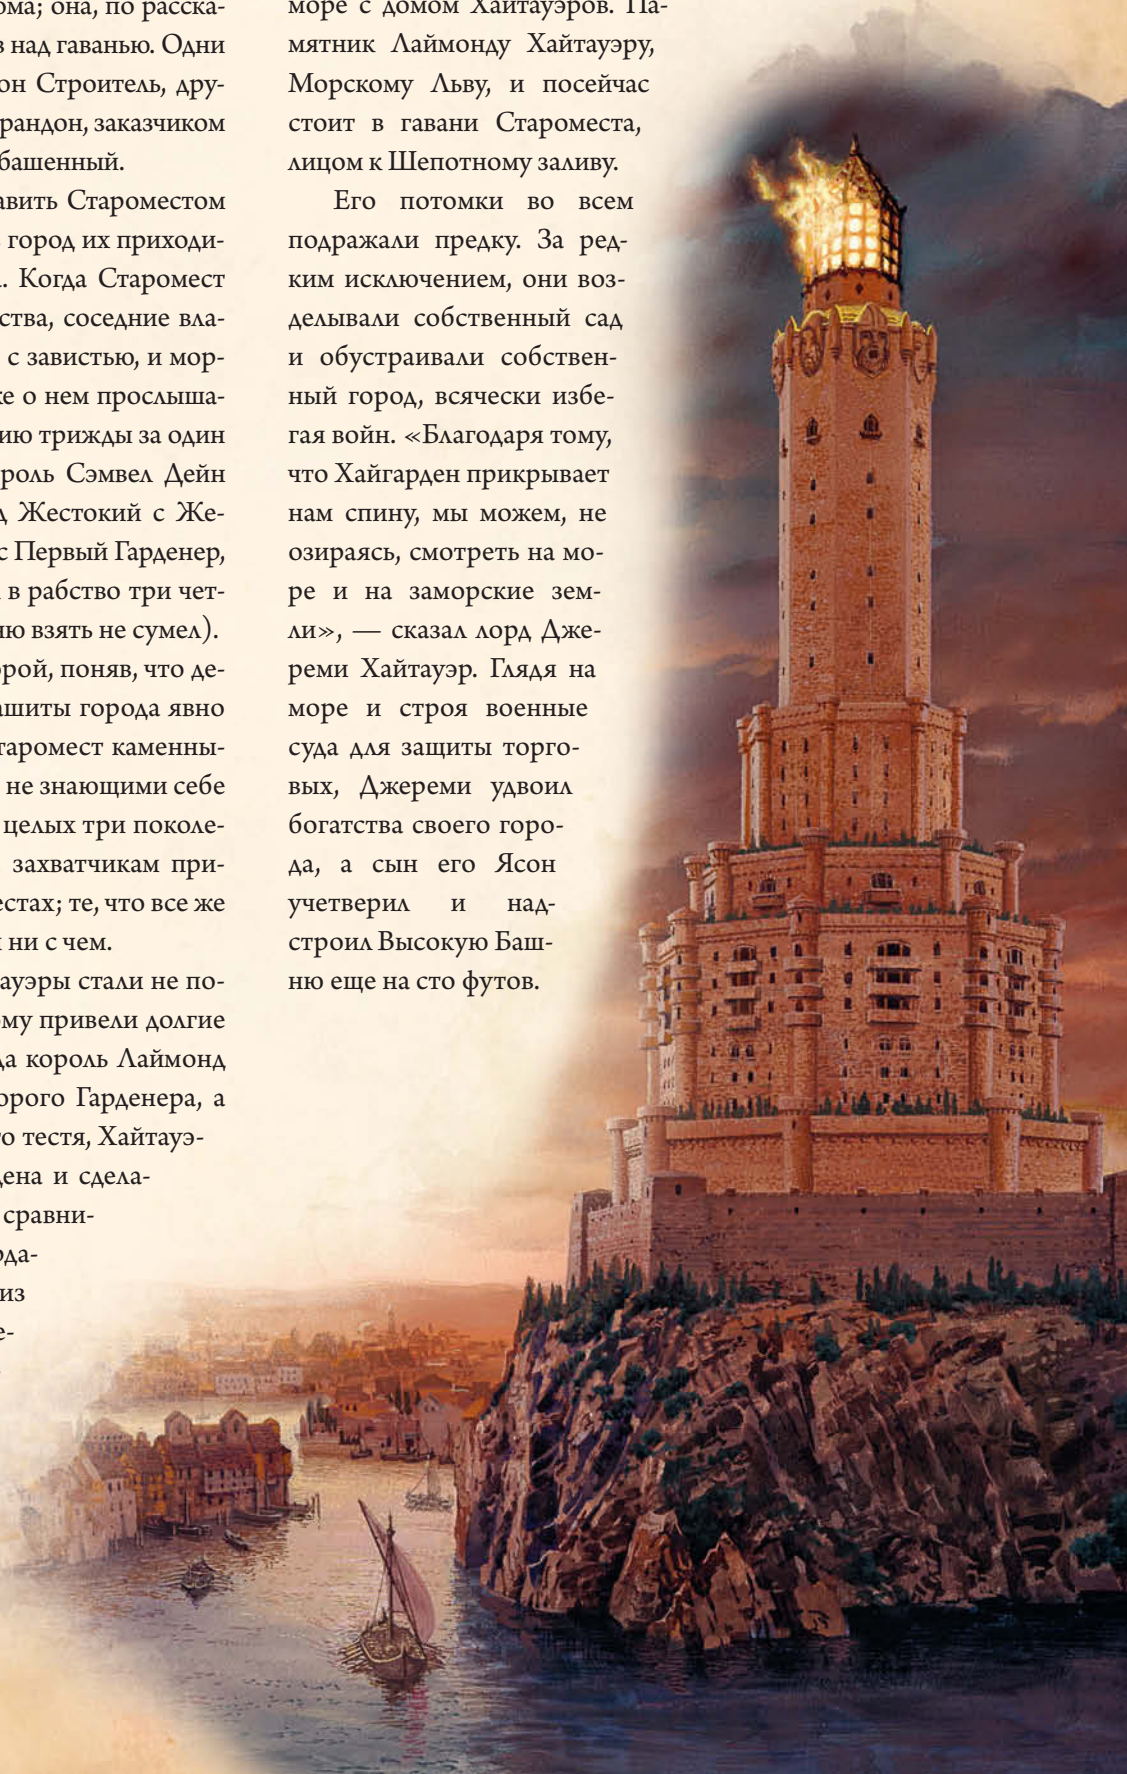 ома; она, по расска-
в над гаванью. Одни
он Строитель, дру-
рандон, заказчиком
башенный.
авить Староместом
город их приходи-
. Когда Старомест
ства, соседние вла-
с завистью, и мор-
же о нем прослыша-
ию трижды за один
роль Сэмвел Дейн
д Жестокий с Же-
с Первый Гарденер,
в рабство три чет-
ню взять не сумел).
орой, поняв, что де-
ащиты города явно
таромест каменны-
не знающими себе
целых три поколе-
захватчикам при-
естах; те, что все же
и ни с чем.
ауэры стали не по-
ому привели долгие
да король Лаймонд
орого Гарденера, а
о тестя, Хайтауэ-
дена и сдела-
сравни-
рда-
из
е-
море с домом Хайтауэров. Па-
мятник Лаймонду Хайтауэру,
Морскому Льву, и посейчас
стоит в гавани Староместа,
лицом к Шепотному заливу.
Его потомки во всем
подражали предку. За ред-
ким исключением, они воз-
делывали собственный сад
и обустраивали собствен-
ный город, всячески избе-
гая войн. «Благодаря тому,
что Хайгарден прикрывает
нам спину, мы можем, не
озираясь, смотреть на мо-
ре и на заморские зем-
ли», — сказал лорд Дже-
реми Хайтауэр. Глядя на
море и строя военные
суда для защиты торго-
вых, Джереми удвоил
богатства своего горо-
да, а сын его Ясон
учетверил и над-
строил Высокую Баш-
ню еще на сто футов.